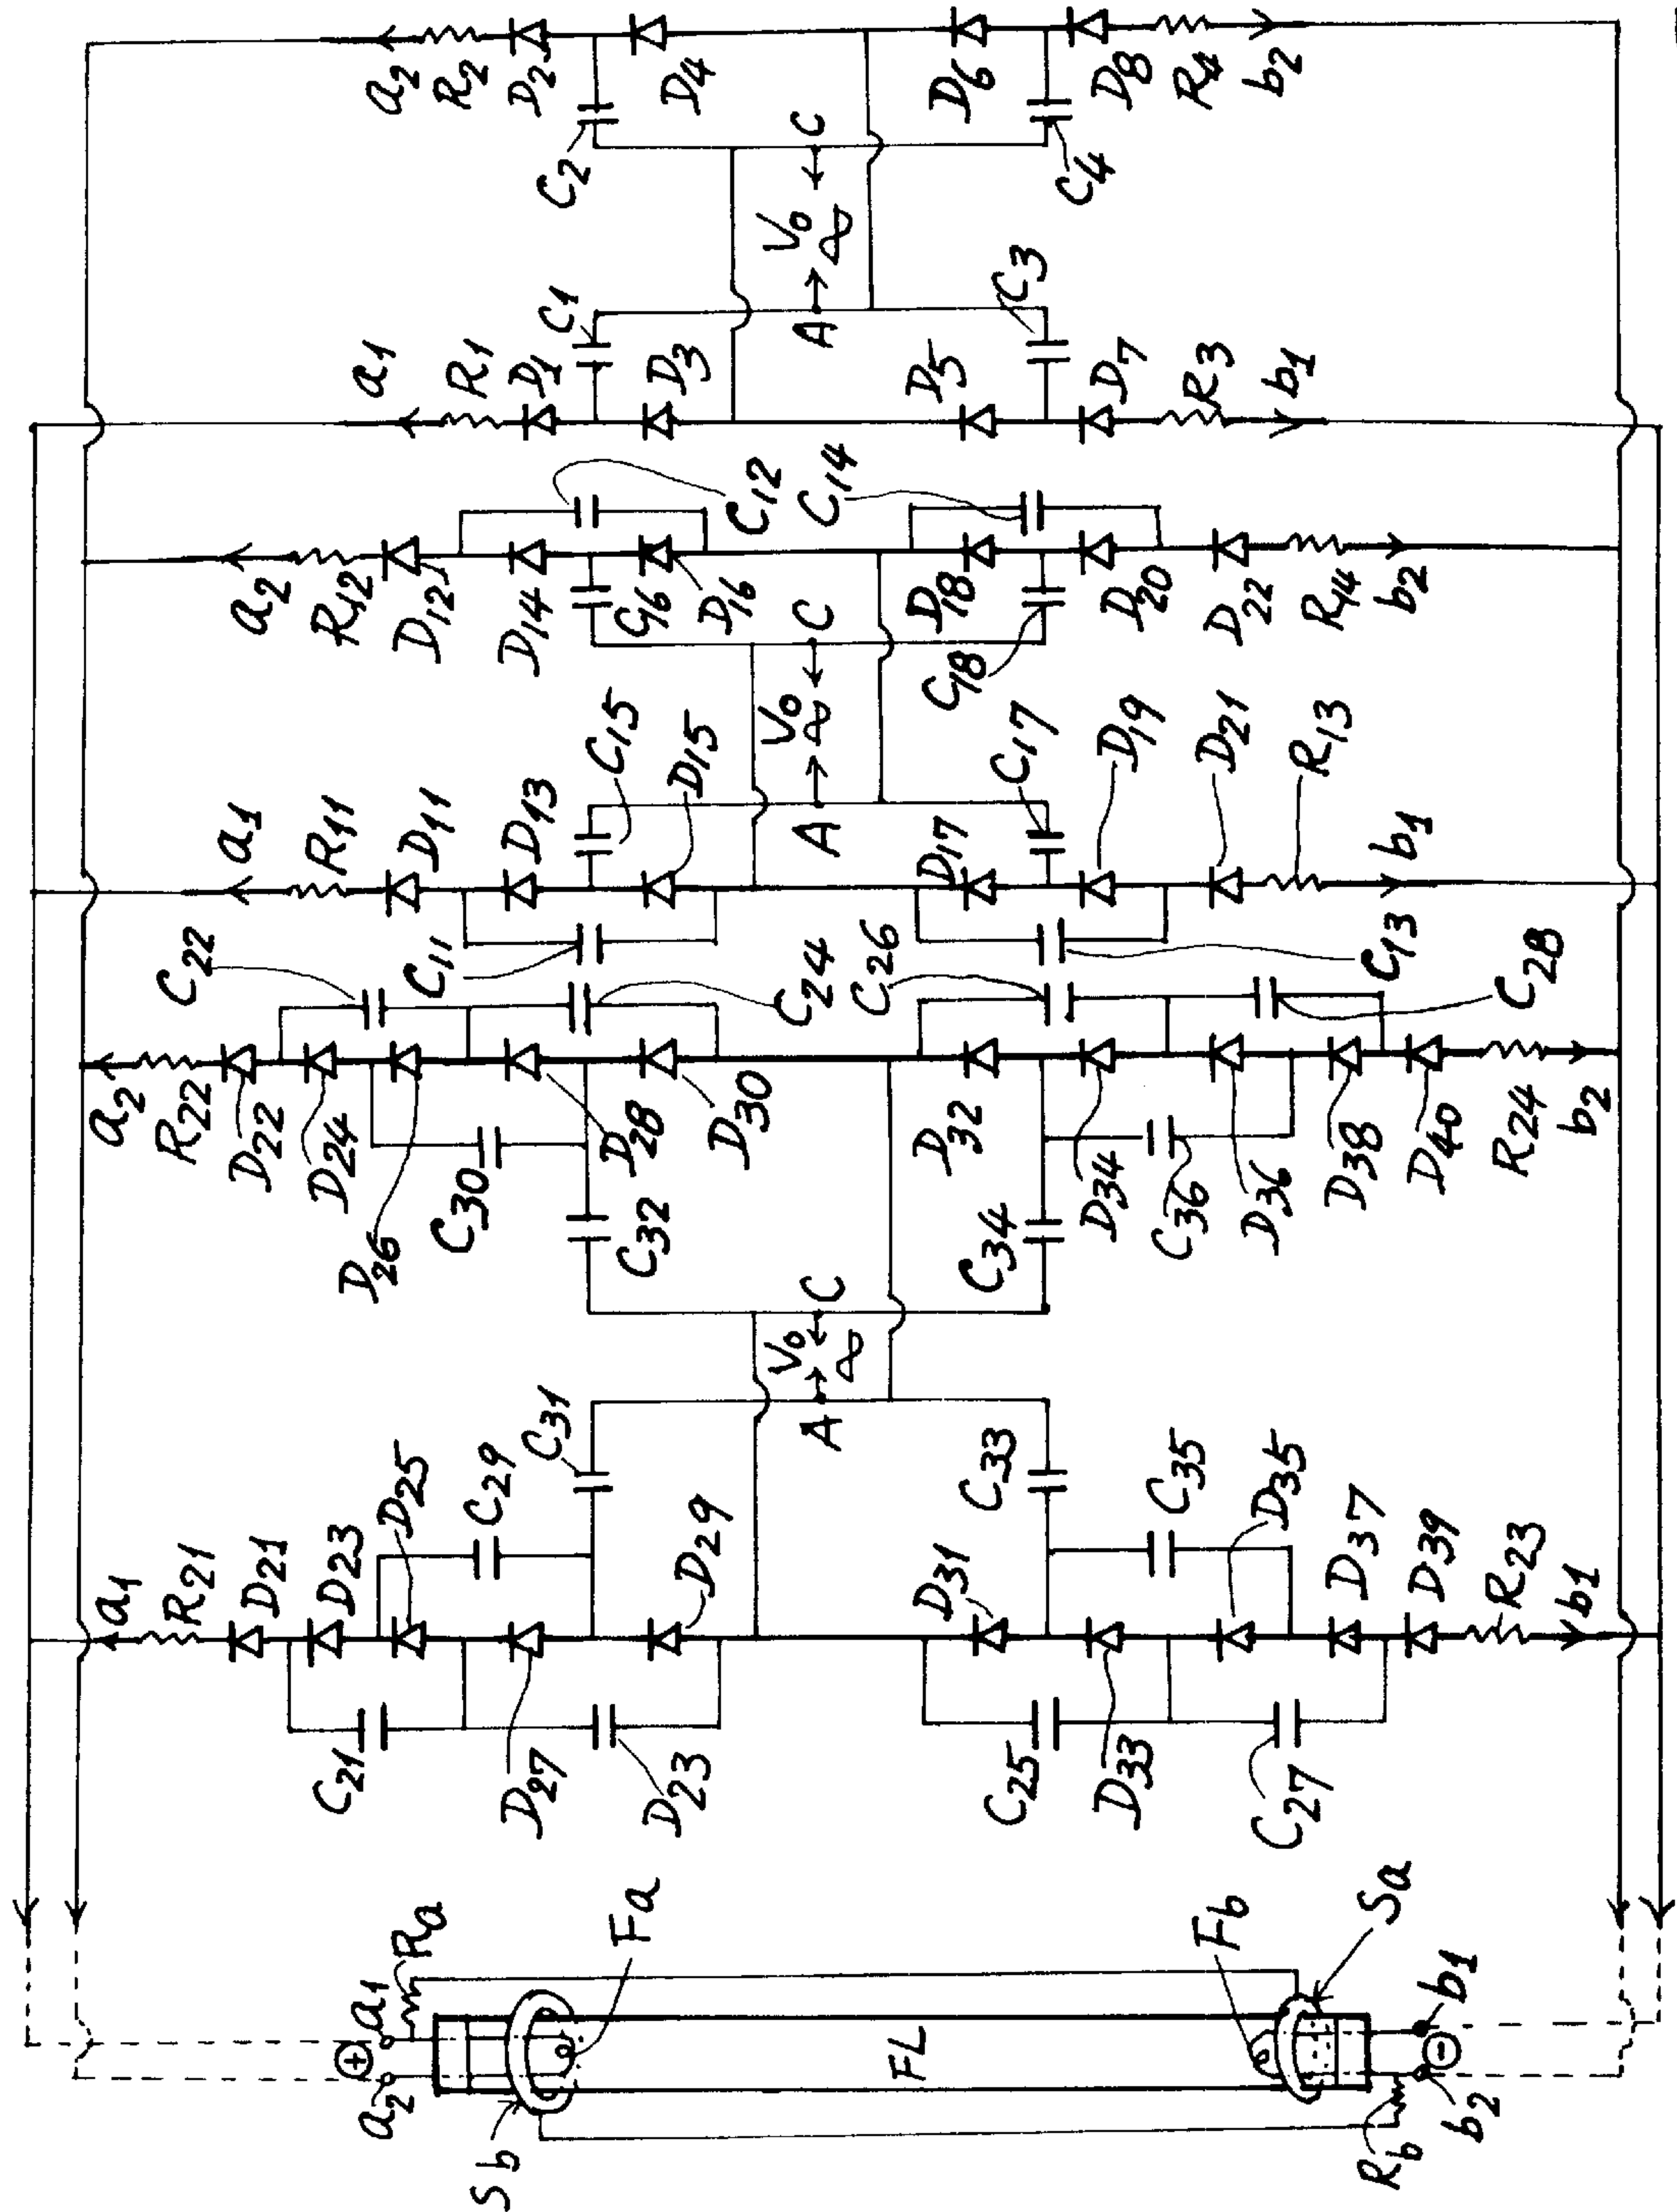 a2
R2
D2
D4
C2
D6
D8
R4
b2
C4
C
V0
A
a1
R1
D1
C1
D3
D5
C3
D7
R3
b1
a2
R12
D12
D14
C16
D16
C12
C14
D18
D20
D22
R14
b2
C18
C
V0
A
a1
R11
D11
D13
C15
D15
D17
C17
D19
D21
R13
b1
C11
C13
C22
C24
C26
C28
a2
R22
D22
D24
D26
C30
D28
D30
C32
D32
D34
C34
C36
D36
D38
D40
R24
b2
C
V0
A
a1
R21
D21
D23
D25
C29
C31
D29
D31
C33
C35
D35
D37
D39
R23
b1
C21
D27
D23
C25
D33
C27
a1
Ra
+
a2
Fa
Sb
FL
Fb
Sa
b1
-
b2
Rb